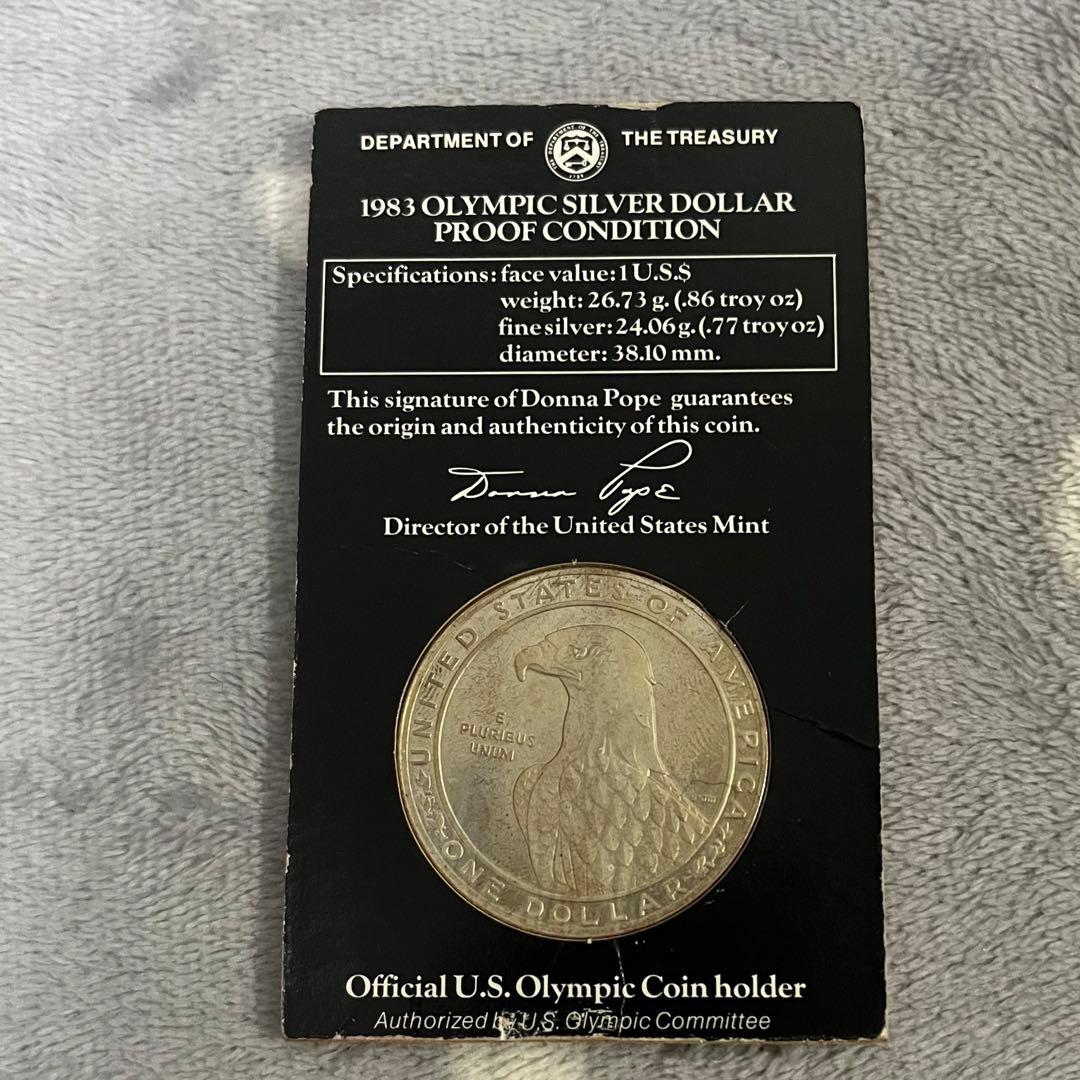 DEPARTMENT OF THE TREASURY
1983 OLYMPIC SILVER DOLLAR
PROOF CONDITION
Specifications: face value: 1 U.S.$
weight: 26.73 g. (.86 troy oz)
fine silver: 24.06 g. (.77 troy oz)
diameter: 38.10 mm.
This signature of Donna Pope guarantees
the origin and authenticity of this coin.
Donna Pope
Director of the United States Mint
UNITED STATES OF AMERICA
E
PLURIBUS
UNUM
ONE DOLLAR
Official U.S. Olympic Coin holder
Authorized by U.S. Olympic Committee